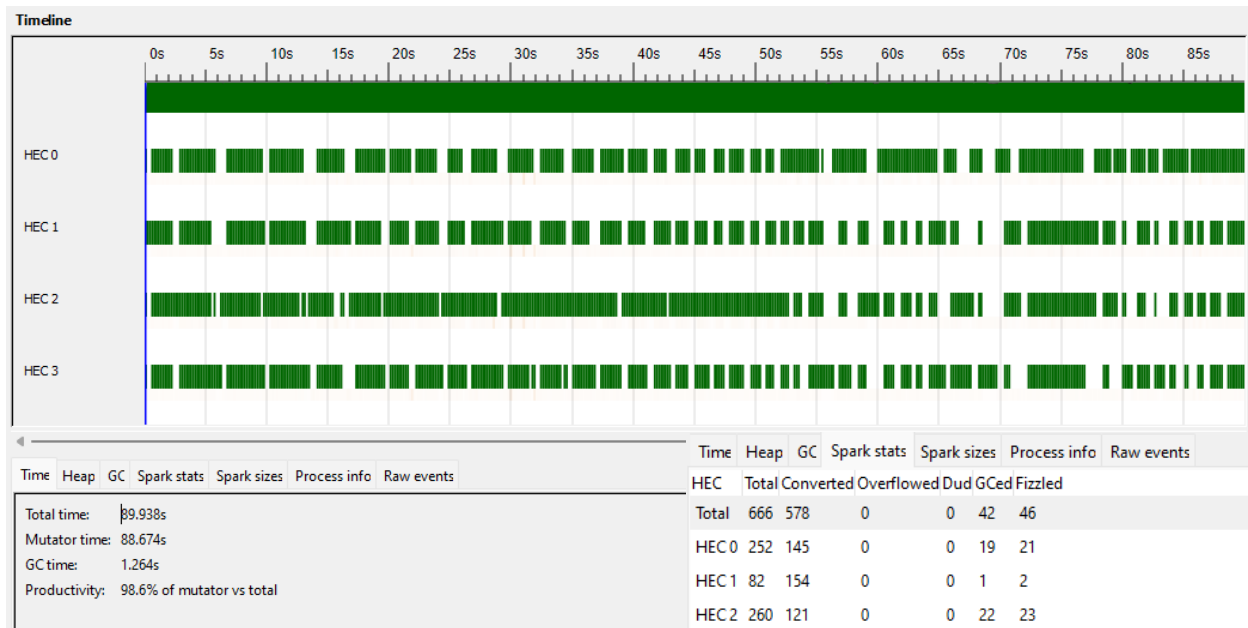 Timeline
0s 5s 10s 15s 20s 25s 30s 35s 40s 45s 50s 55s 60s 65s 70s 75s 80s 85s
HEC 0
HEC 1
HEC 2
HEC 3
Time Heap GC Spark stats Spark sizes Process info Raw events
Total time: 89.938s
Mutator time: 88.674s
GC time: 1.264s
Productivity: 98.6% of mutator vs total
Time Heap GC Spark stats Spark sizes Process info Raw events
HEC Total Converted Overflowed Dud GCed Fizzled
Total 666 578 0 0 42 46
HEC 0 252 145 0 0 19 21
HEC 1 82 154 0 0 1 2
HEC 2 260 121 0 0 22 23